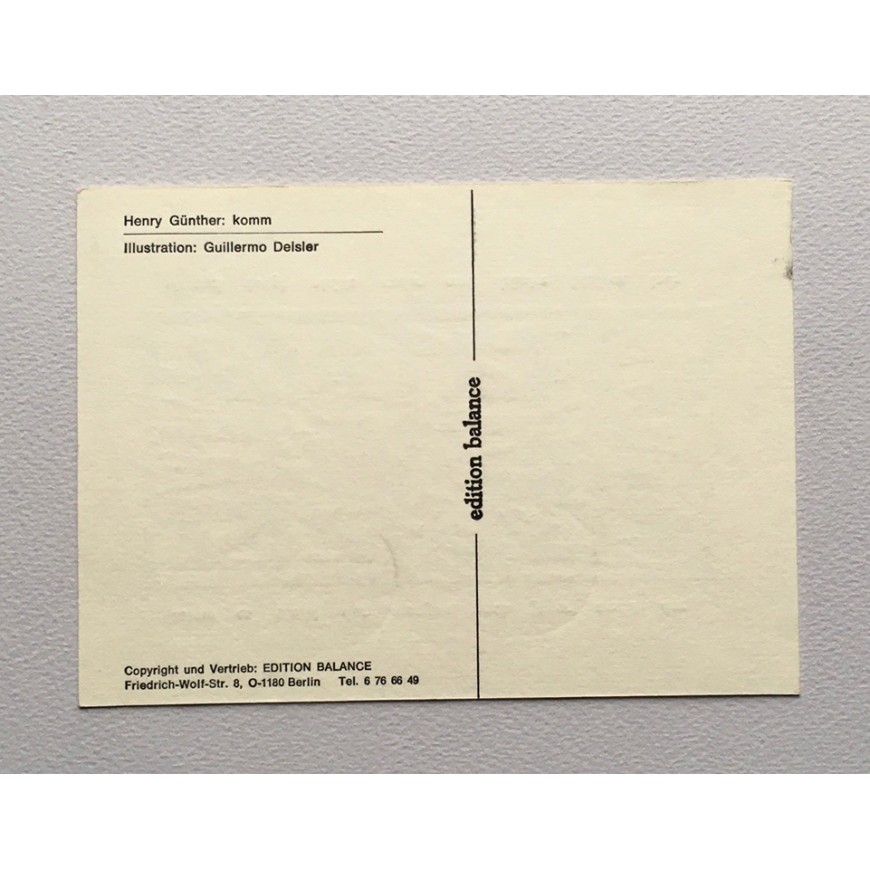 Henry Günther: komm
Illustration: Guillermo Deisler
edition balance
Copyright und Vertrieb: EDITION BALANCE
Friedrich-Wolf-Str. 8, O-1180 Berlin Tel. 6 76 66 49